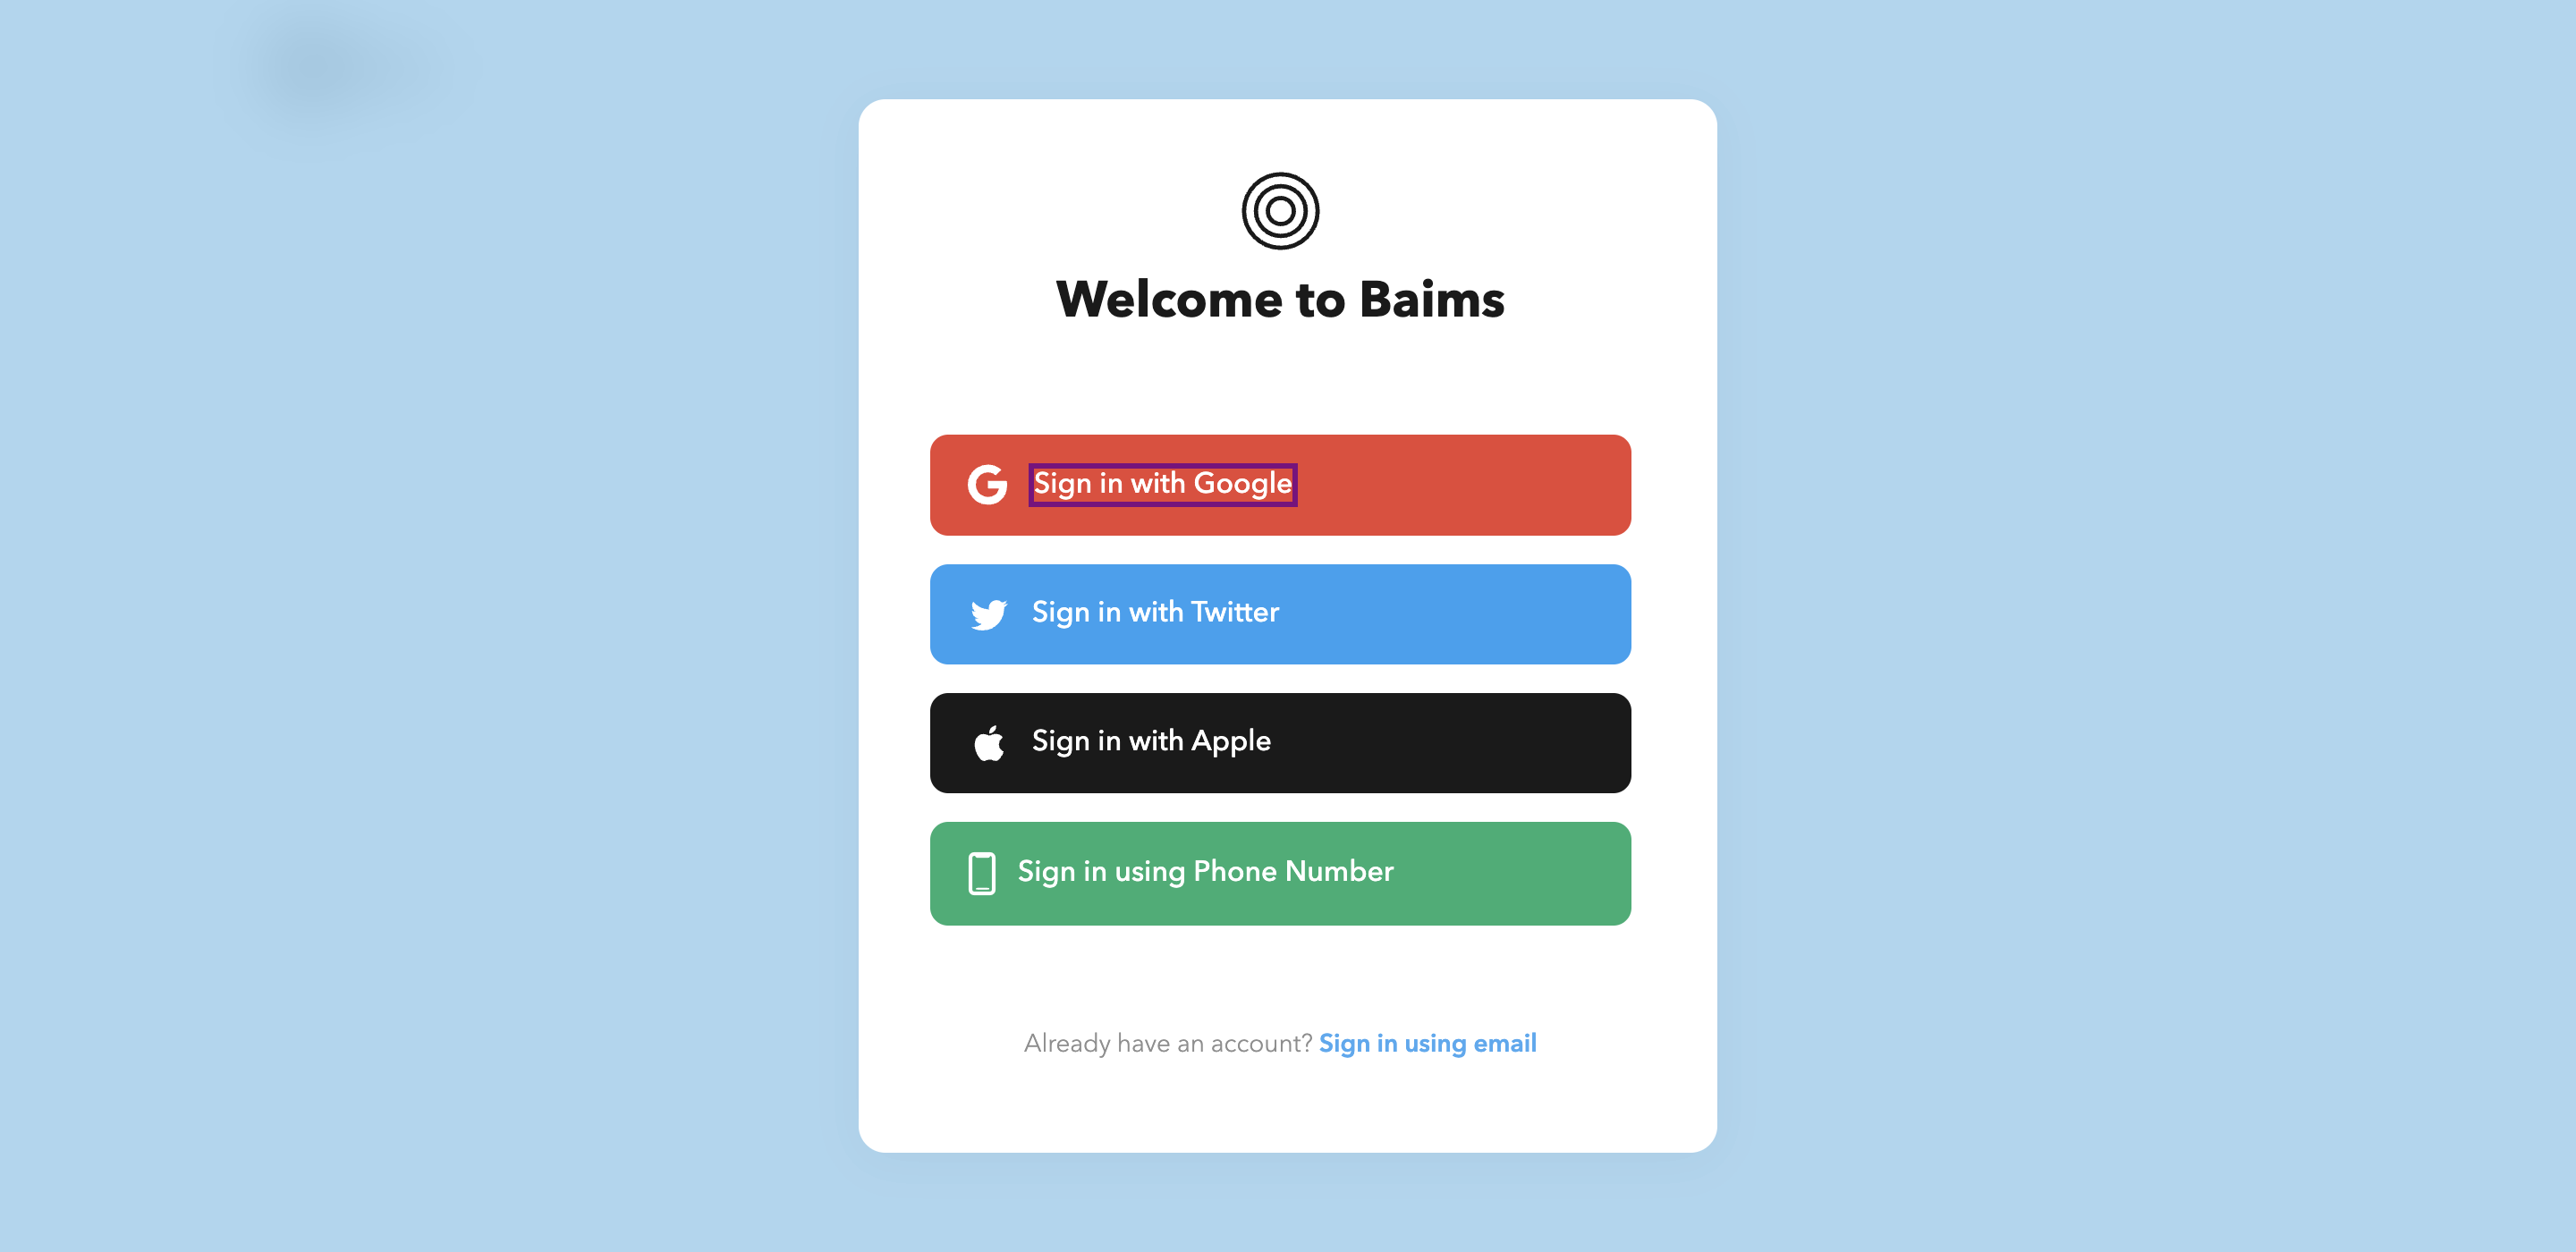 Welcome to Baims
Sign in with Google
Sign in with Twitter
Sign in with Apple
Sign in using Phone Number
Already have an account? Sign in using email